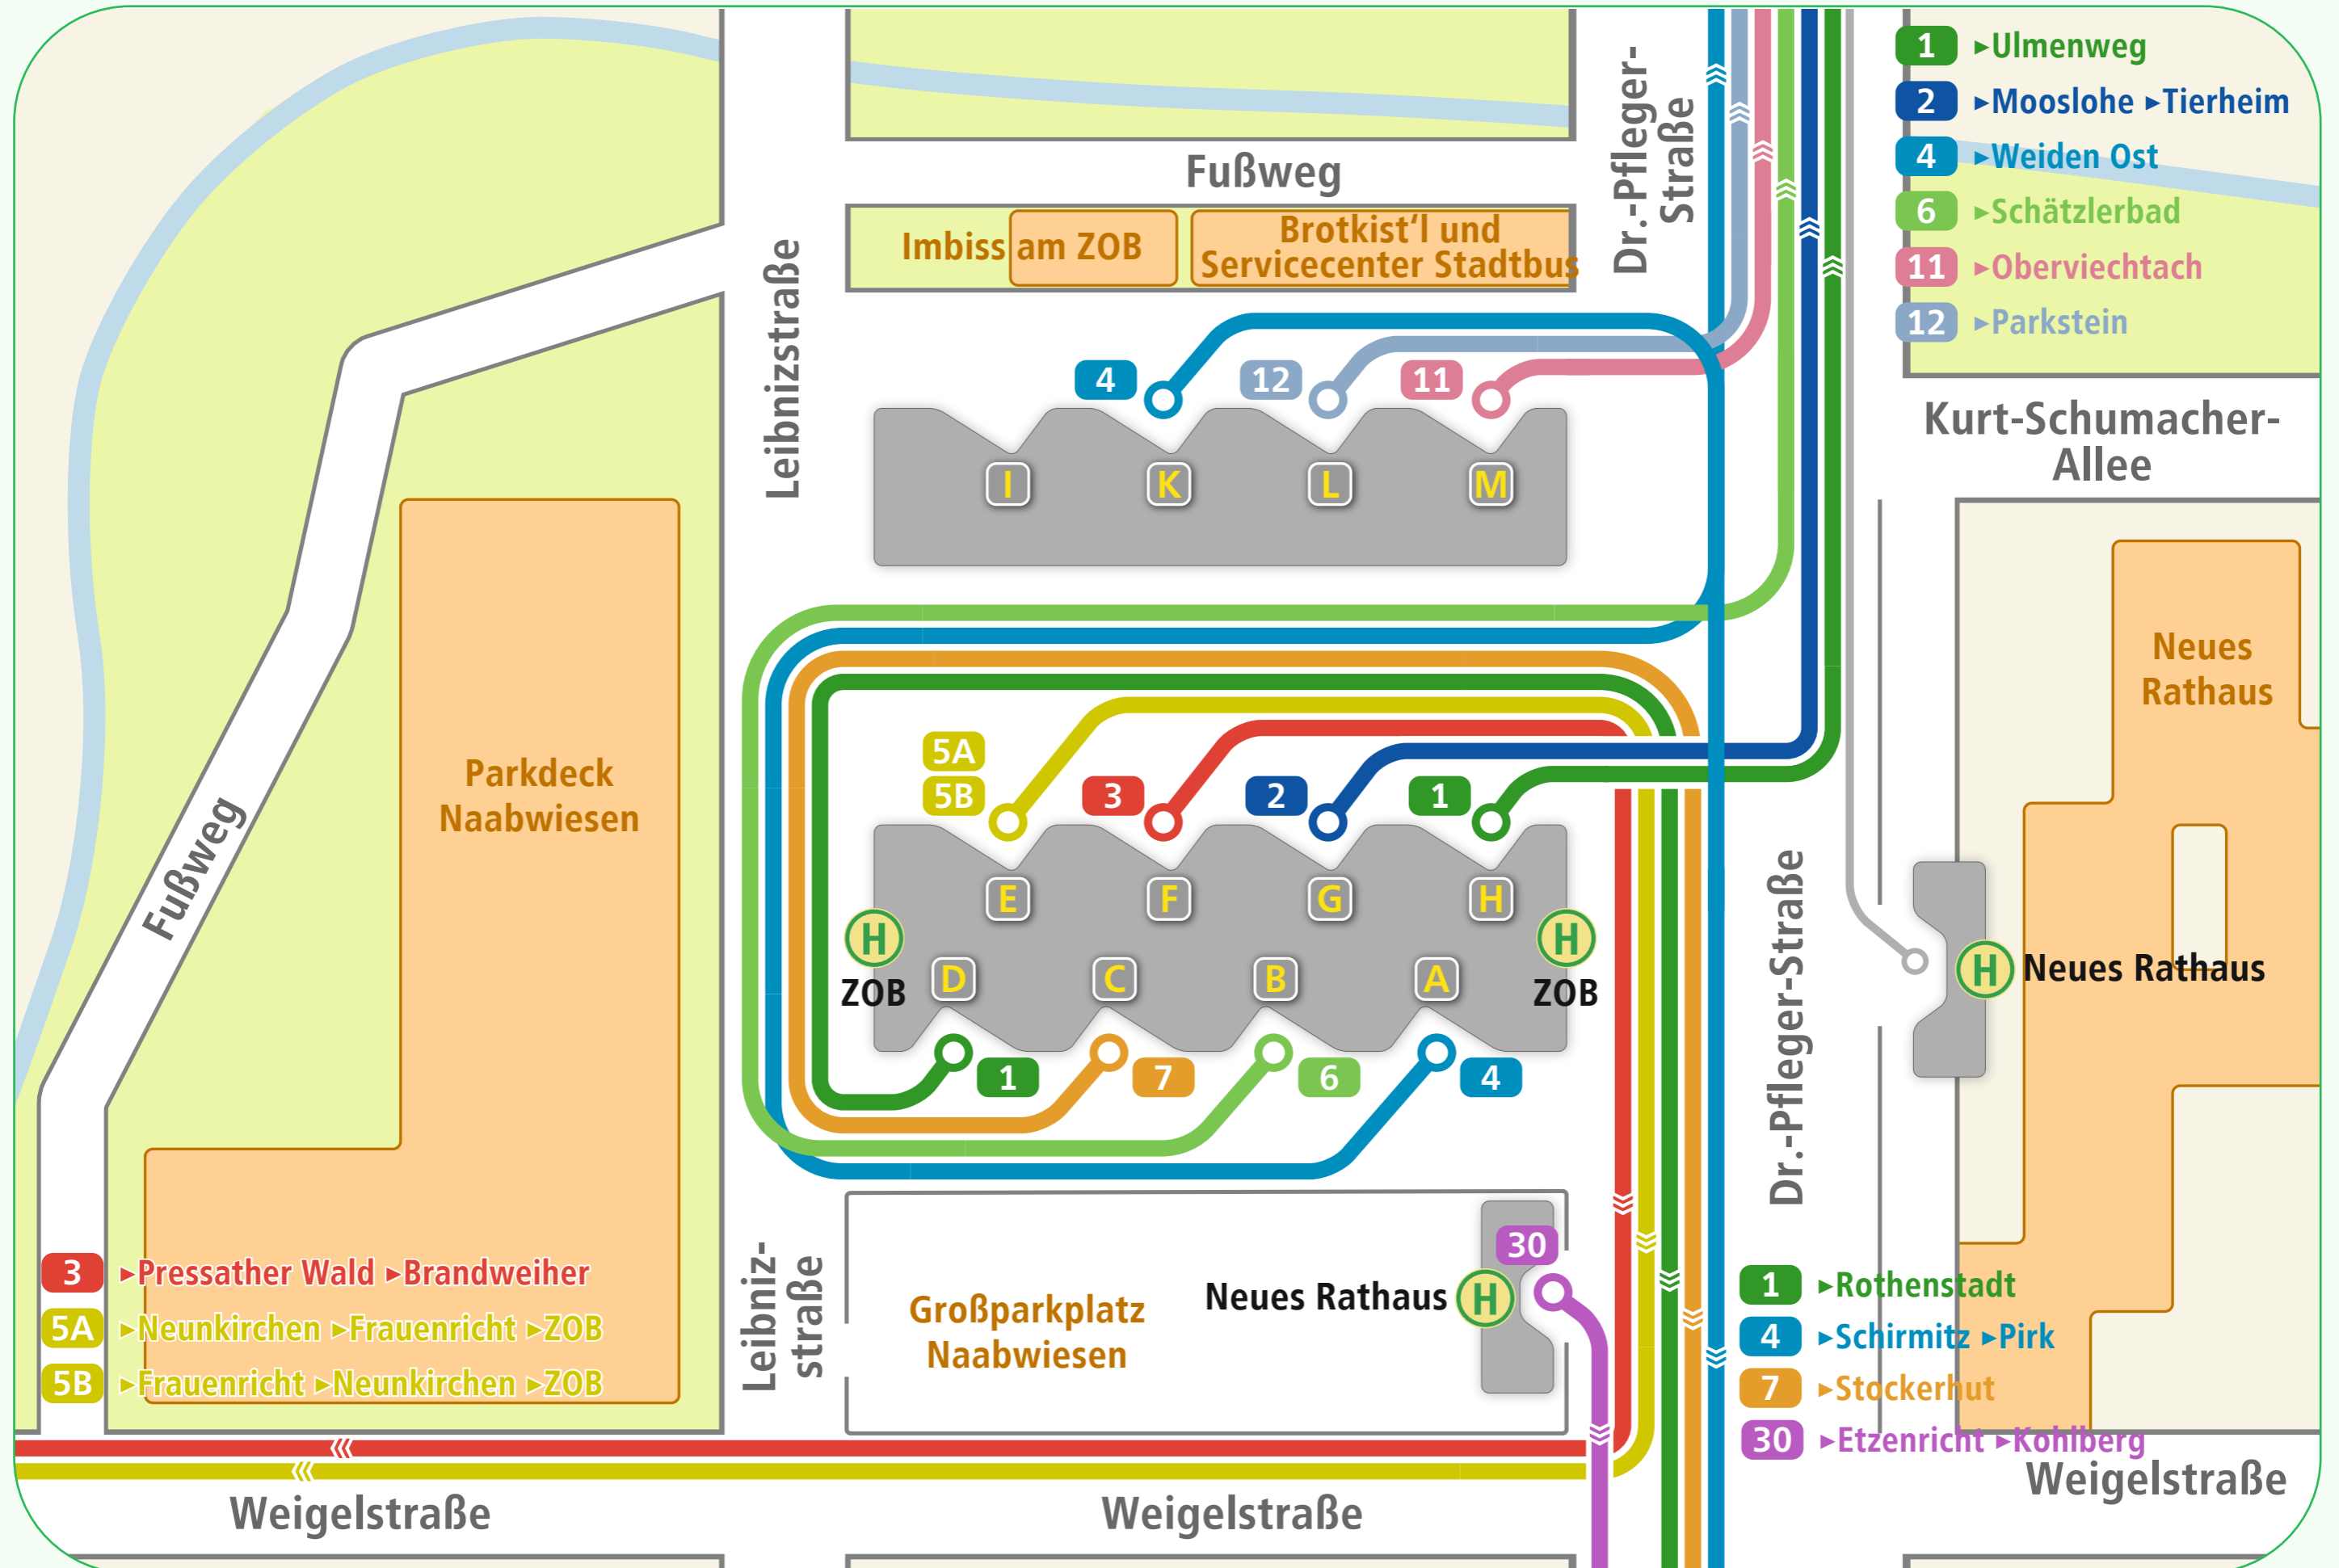 1 ▸Ulmenweg
2 ▸Mooslohe ▸Tierheim
4 ▸Weiden Ost
6 ▸Schätzlerbad
11 ▸Oberviechtach
12 ▸Parkstein
Dr.-Pfleger-
Straße
Fußweg
Imbiss am ZOB
Brotkist‘l und
Servicecenter Stadtbus
Leibnizstraße
4
12
11
Kurt-Schumacher-
Allee
I
K
L
M
Neues
Rathaus
Parkdeck
Naabwiesen
Fußweg
5A
5B
3
2
1
E
F
G
H
H
ZOB
H
ZOB
D
C
B
A
1
7
6
4
Dr.-Pfleger-Straße
H Neues Rathaus
Leibniz-
straße
Großparkplatz
Naabwiesen
30
Neues Rathaus H
3 ▸Pressather Wald ▸Brandweiher
5A ▸Neunkirchen ▸Frauenricht ▸ZOB
5B ▸Frauenricht ▸Neunkirchen ▸ZOB
1 ▸Rothenstadt
4 ▸Schirmitz ▸Pirk
7 ▸Stockerhut
30 ▸Etzenricht ▸Kohlberg
Weigelstraße
Weigelstraße
Weigelstraße